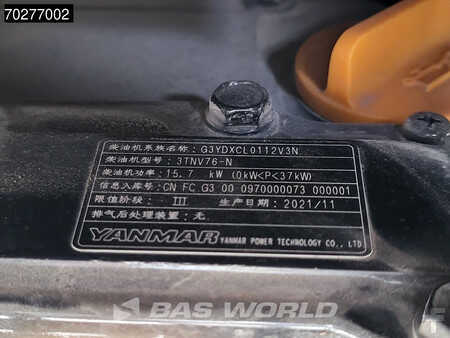 70277002
柴油机系族名称:G3YDXCL0112V3N
柴油机型号:3TNV76-N
柴油机功率:15.7 kW (0kW<P<37kW)
信息入库号:CN FC G3 00 0970000073 000001
限值阶段: III 生产日期:2021/11
排气后处理装置:无
YANMAR YANMAR POWER TECHNOLOGY CO., LTD
BAS WORLD